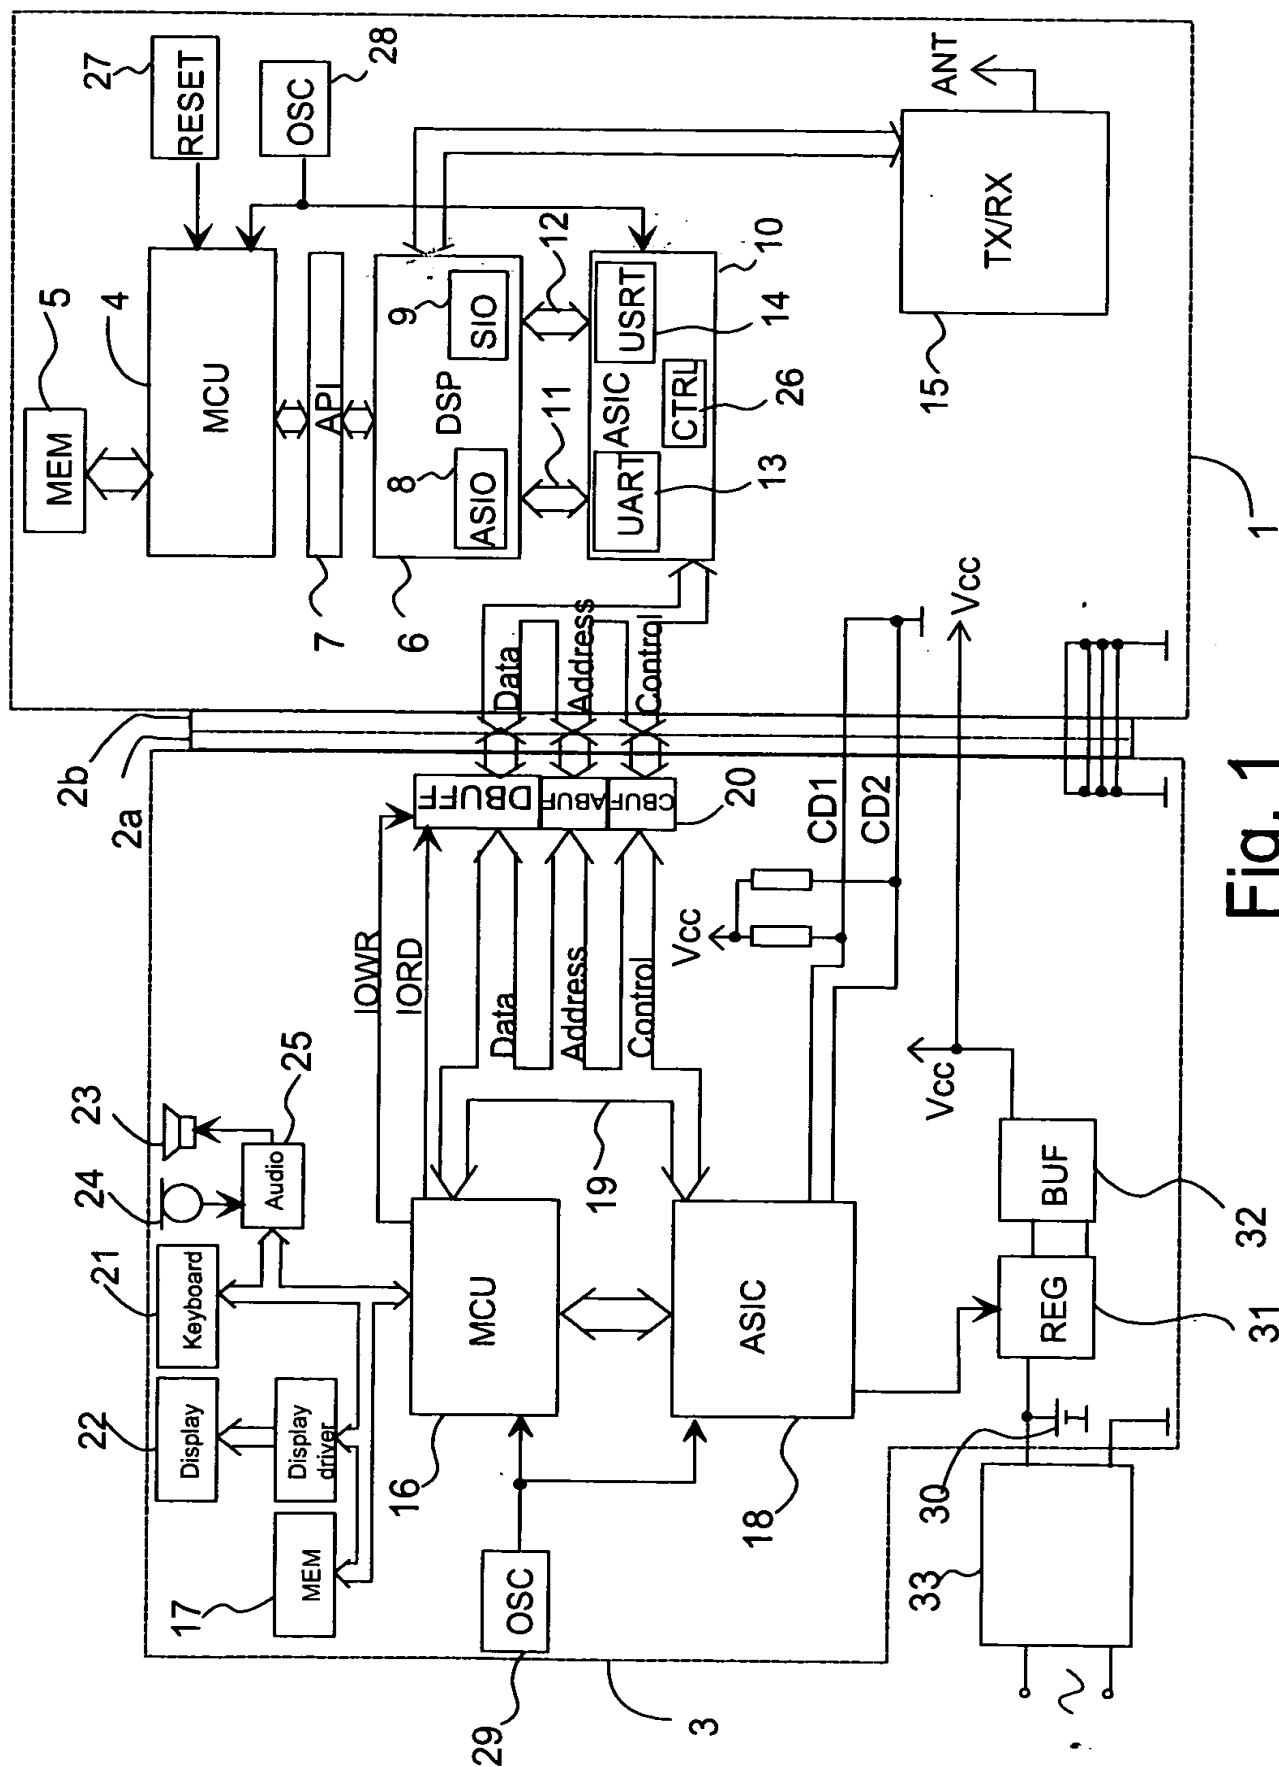 5
MEM
4
MCU
27
RESET
28
OSC
7
API
6
DSP
8
ASIO
9
SIO
11
12
10
ASIC
UART
13
USRT
14
CTRL
26
ANT
TX/RX
15
1
2a
2b
Data
Address
Control
DBUFF
ABUF
CBUF
20
IOWR
IORD
Data
Address
Control
19
CD1
CD2
Vcc
Vcc
Vcc
23
24
25
Audio
21
Keyboard
22
Display
Display
driver
17
MEM
16
MCU
18
ASIC
29
OSC
3
BUF
32
REG
31
30
33
~
Fig. 1